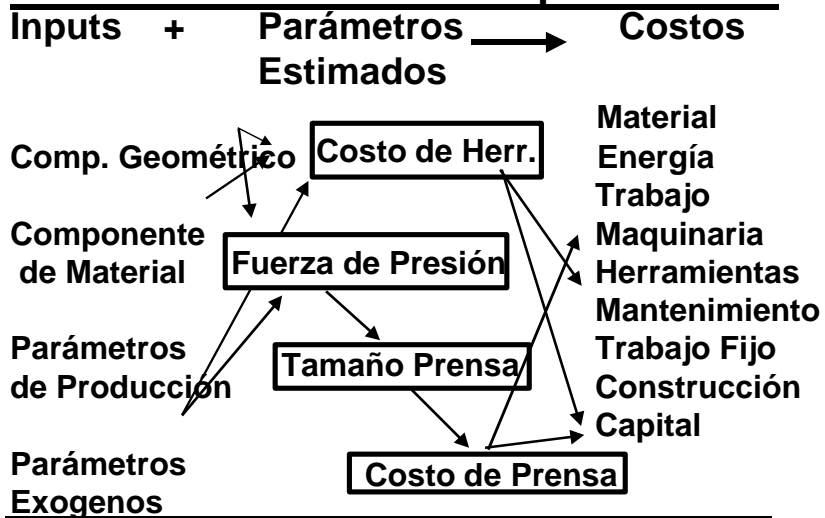 Inputs + Parámetros Costos
Estimados
Comp. Geométrico
Componente
de Material
Parámetros
de Producción
Parámetros
Exogenos
Costo de Herr.
Fuerza de Presión
Tamaño Prensa
Costo de Prensa
Material
Energía
Trabajo
Maquinaria
Herramientas
Mantenimiento
Trabajo Fijo
Construcción
Capital